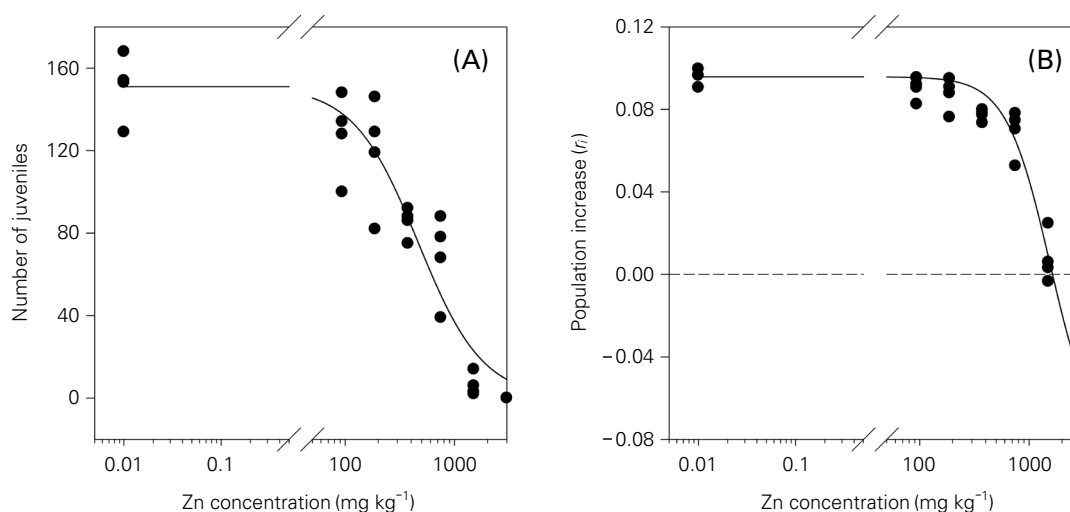 (A)
Number of juveniles
160
120
80
40
0
0.01 0.1 100 1000
Zn concentration (mg kg⁻¹)
(B)
Population increase (rᵢ)
0.12
0.08
0.04
0.00
−0.04
−0.08
0.01 0.1 100 1000
Zn concentration (mg kg⁻¹)